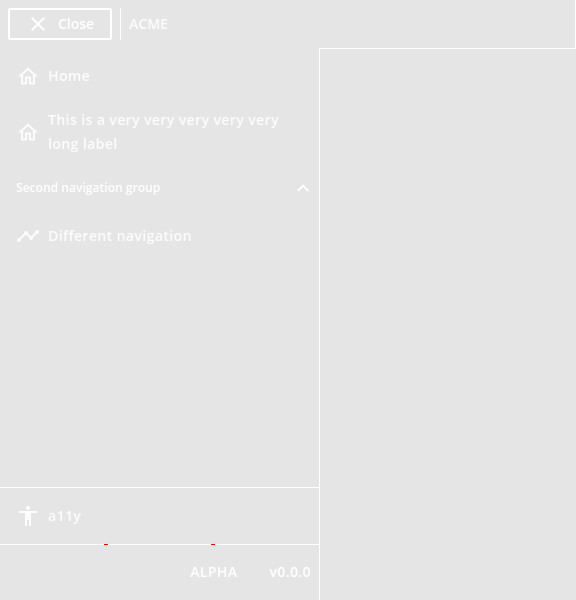 Close ACME
Home
This is a very very very very very
long label
Second navigation group
Different navigation
a11y
ALPHA v0.0.0